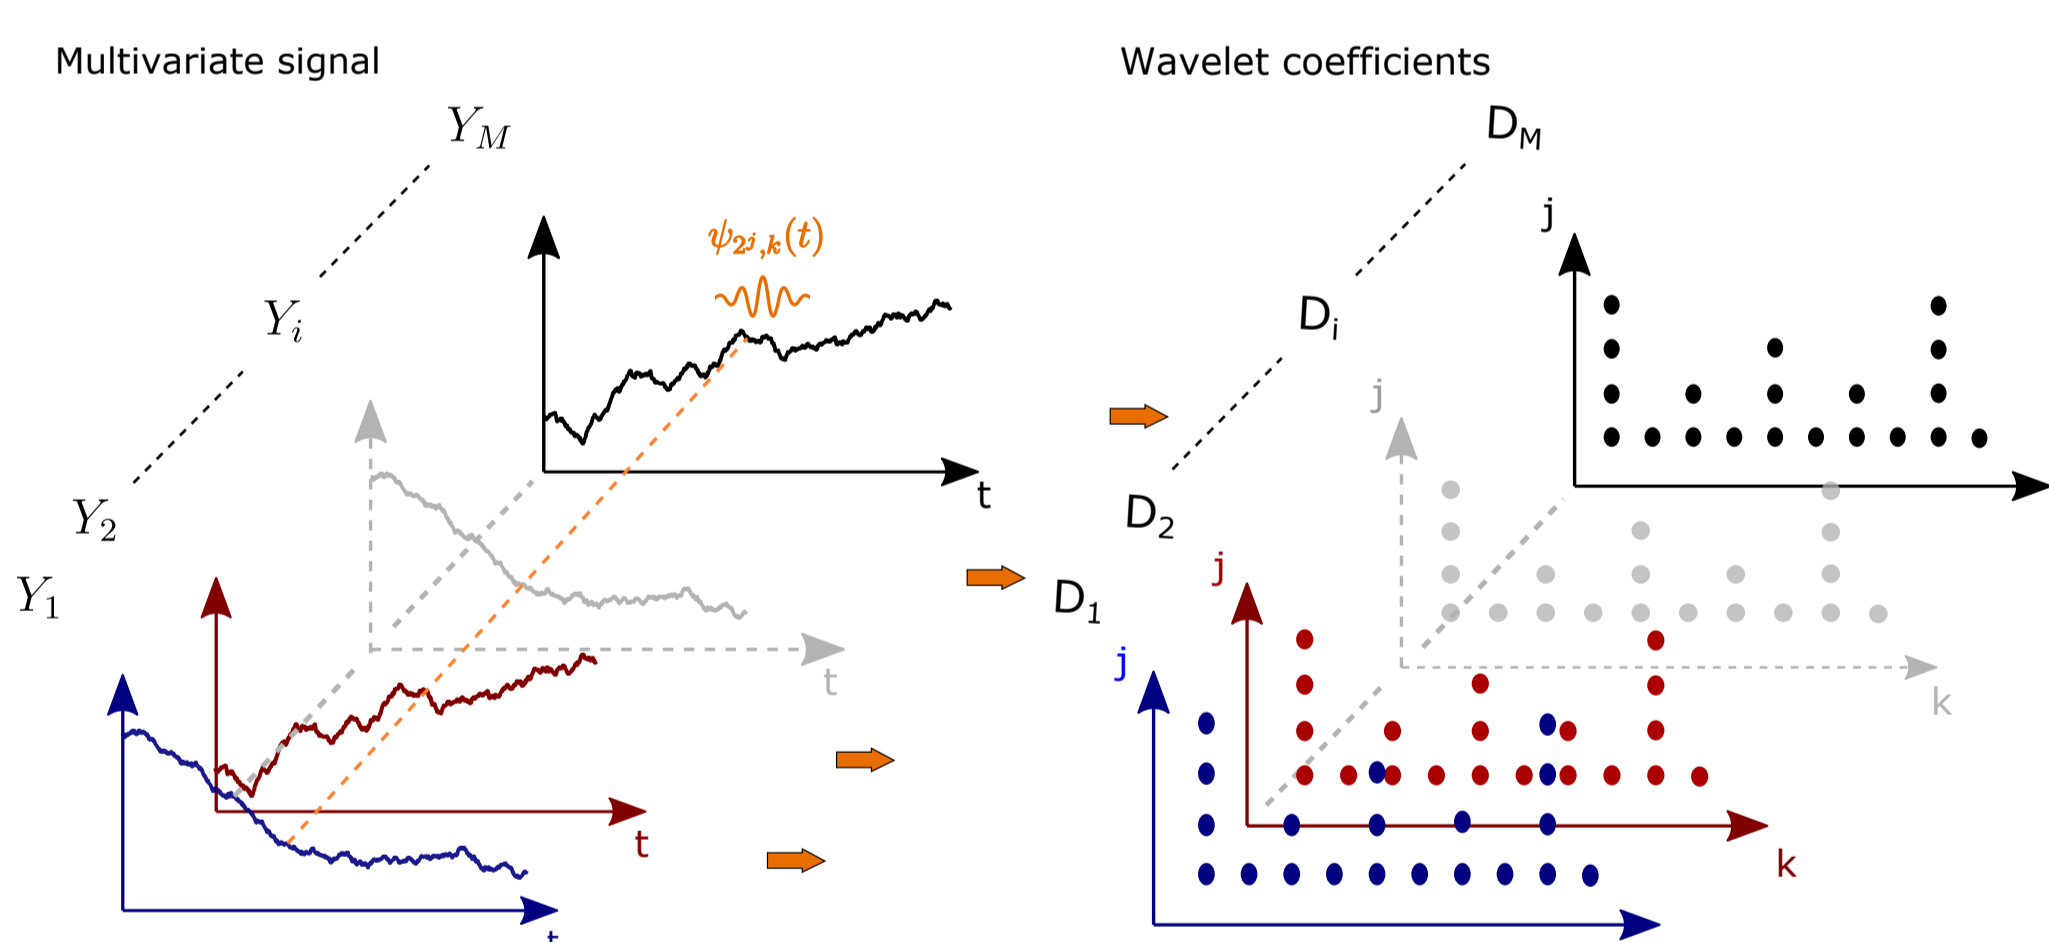 Multivariate signal
Wavelet coefficients
Y_M
D_M
j
ψ_{2^j,k}(t)
Y_i
D_i
j
t
Y_2
D_2
j
Y_1
D_1
j
t
k
t
k
t